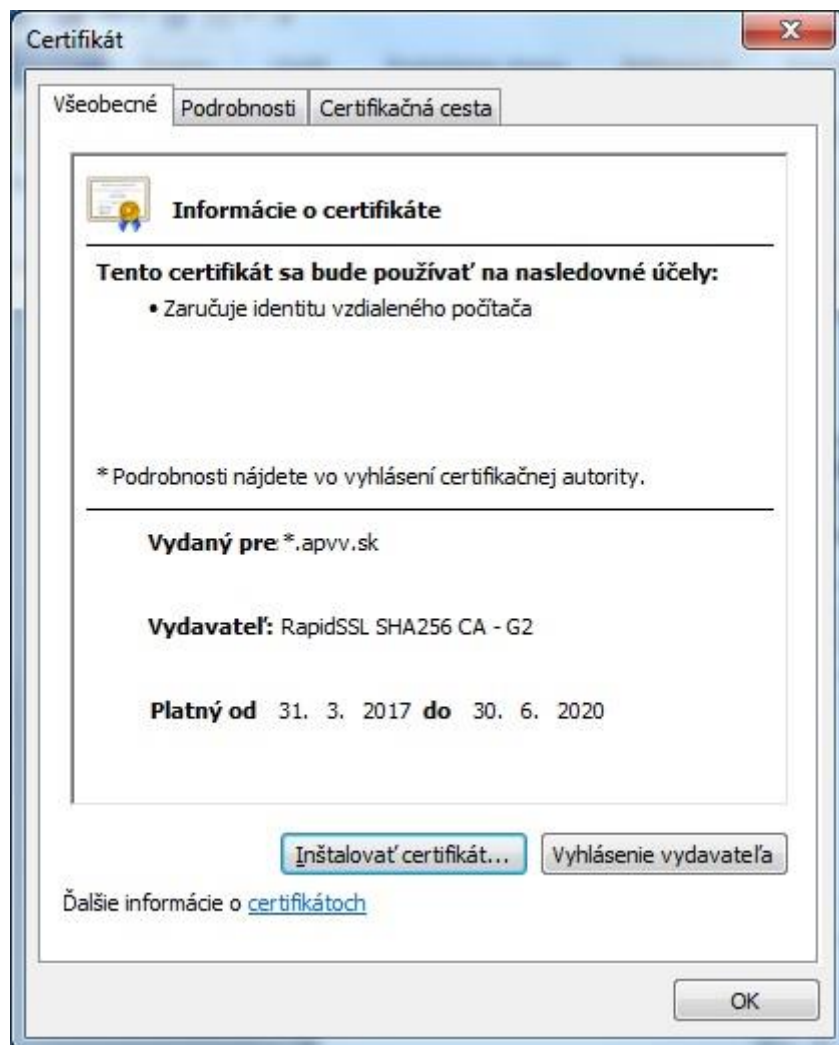 Certifikát
Všeobecné Podrobnosti Certifikačná cesta
Informácie o certifikáte
Tento certifikát sa bude používať na nasledovné účely:
• Zaručuje identitu vzdialeného počítača
* Podrobnosti nájdete vo vyhlásení certifikačnej autority.
Vydaný pre: *.apvv.sk
Vydavateľ: RapidSSL SHA256 CA - G2
Platný od 31. 3. 2017 do 30. 6. 2020
Inštalovať certifikát... Vyhlásenie vydavateľa
Ďalšie informácie o certifikátoch
OK